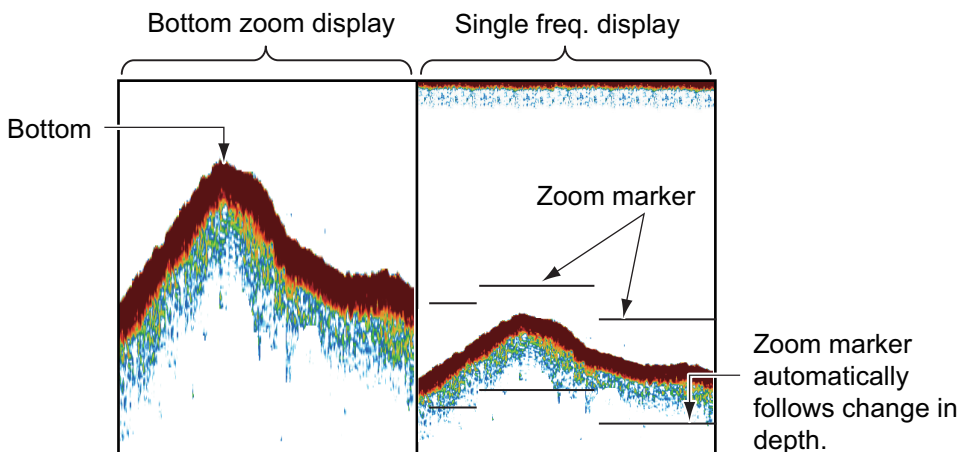 Bottom zoom display
Single freq. display
Bottom
Zoom marker
Zoom marker
automatically
follows change in
depth.